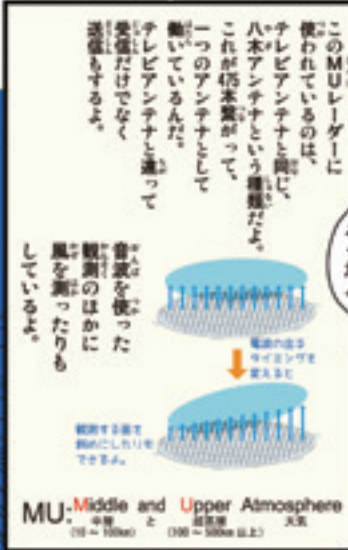 このMUレーダーに
使われているのは、
テレビアンテナと同じ、
八木アンテナという種類だよ。
これが475本繋がって、
一つのアンテナとして
働いているんだ。
テレビアンテナと違って
受信だけでなく
送信もするよ。
音波を使った
観測のほかに
風を測ったりも
しているよ。
電波の出る
タイミングを
変えると
観測する面を
斜めにしたりも
できるよ。
MU: Middle and Upper Atmosphere
中層 と 超高層 大気
(10～100km) (100～500km以上)